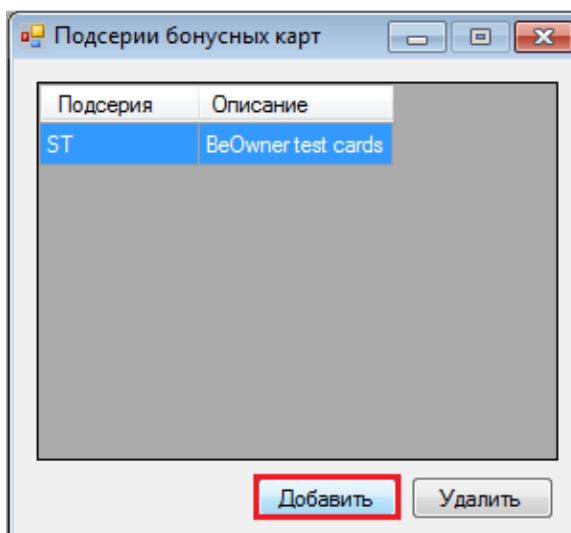 Подсерии бонусных карт
Подсерия Описание
ST BeOwner test cards
Добавить Удалить